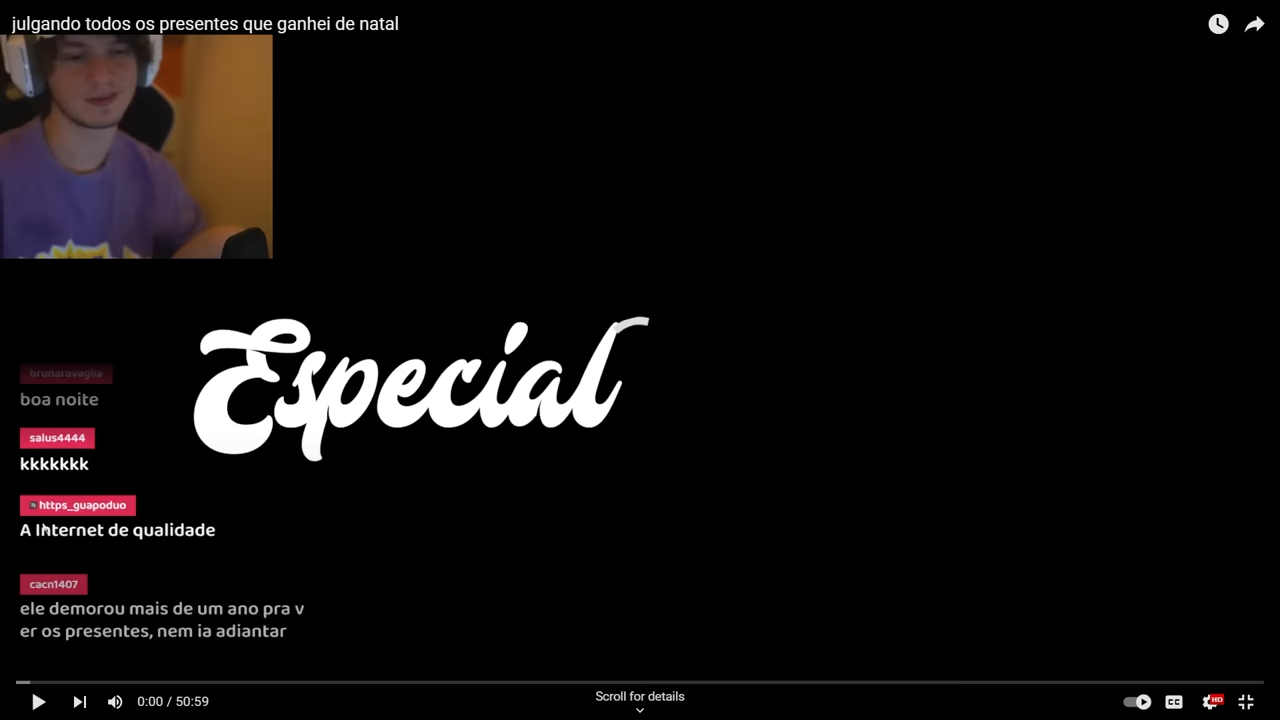 julgando todos os presentes que ganhei de natal
Especial
brunaravaglia
boa noite
salus4444
kkkkkkk
https_guapoduo
A Internet de qualidade
cacn1407
ele demorou mais de um ano pra v
er os presentes, nem ia adiantar
0:00 / 50:59
Scroll for details
CC
HD